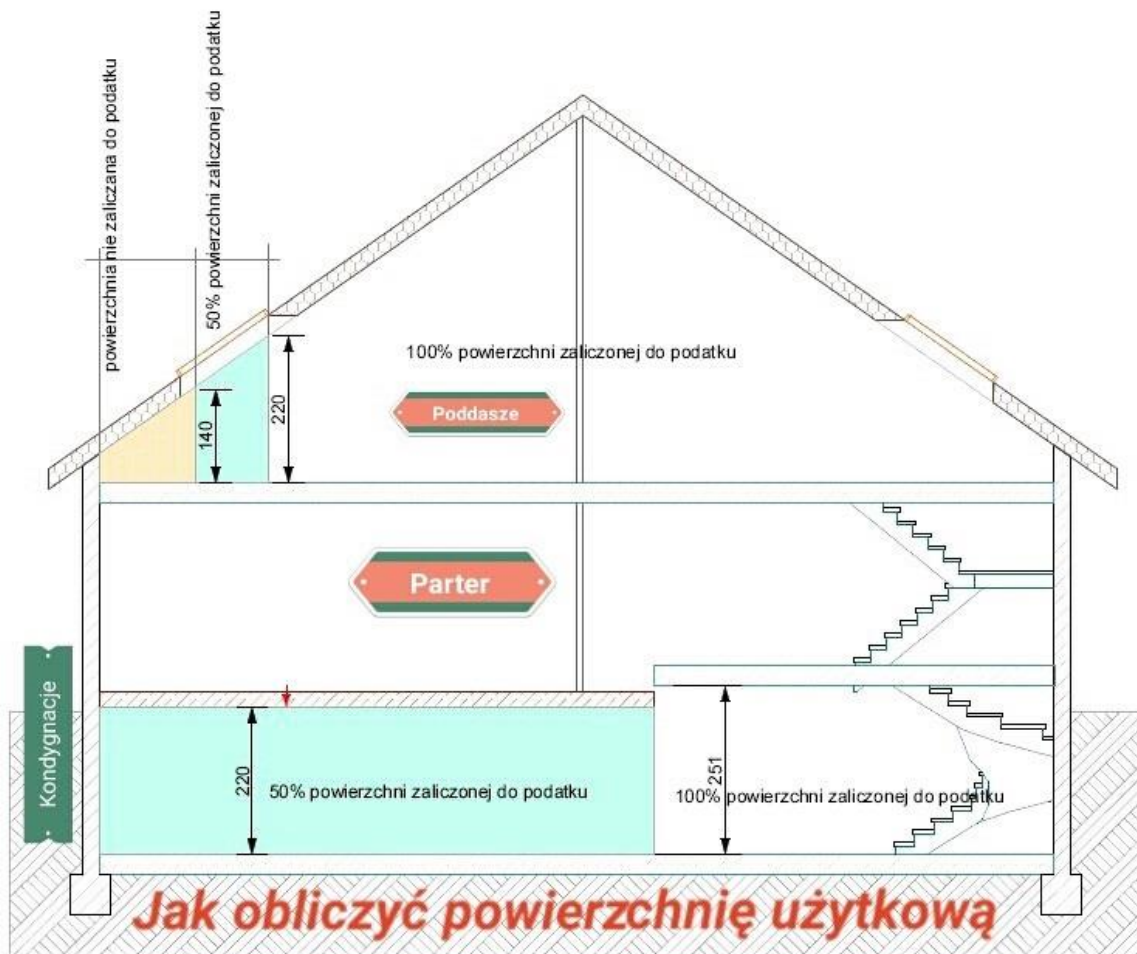 powierzchnia nie zaliczana do podatku
50% powierzchni zaliczonej do podatku
100% powierzchni zaliczonej do podatku
Poddasze
140
220
Parter
Kondygnacje
220
50% powierzchni zaliczonej do podatku
251
100% powierzchni zaliczonej do podatku
Jak obliczyć powierzchnię użytkową